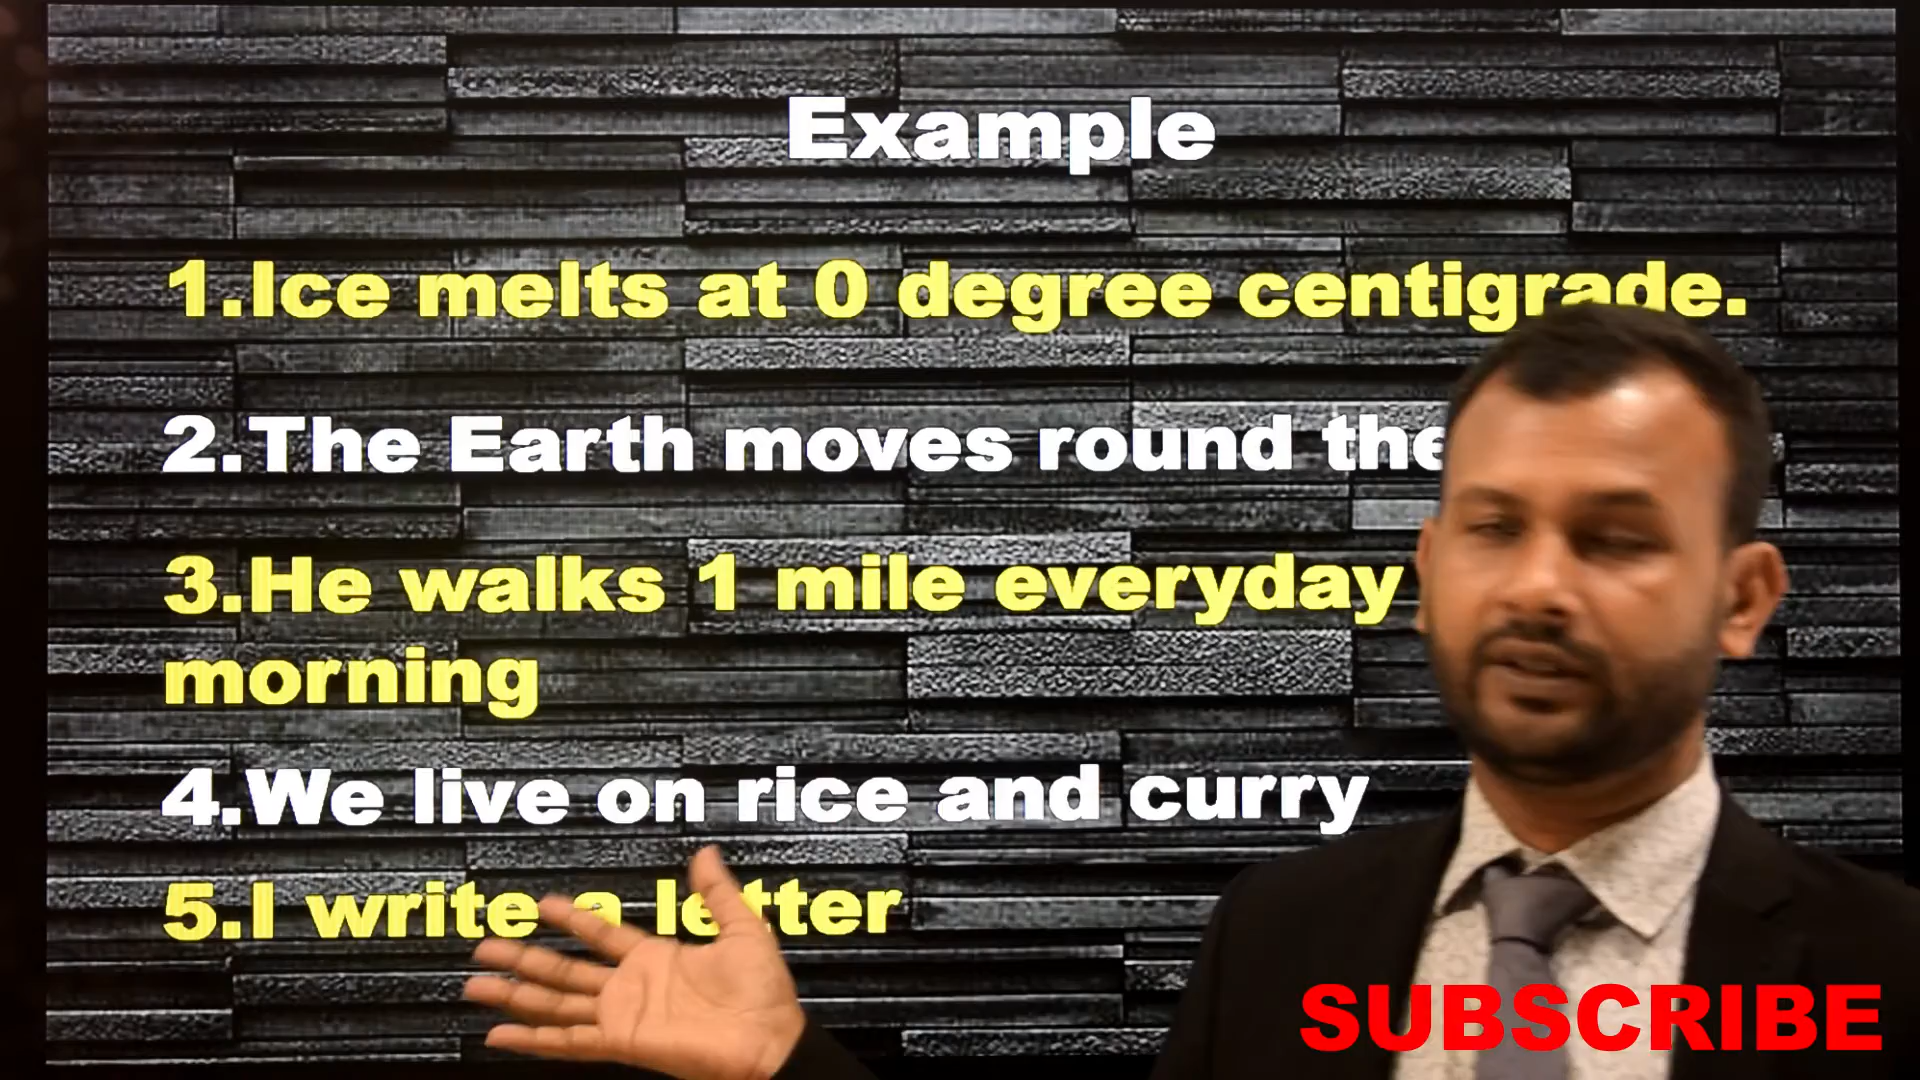 Example
1.Ice melts at 0 degree centigrade.
2.The Earth moves round the
3.He walks 1 mile everyday
morning
4.We live on rice and curry
5.I write a letter
SUBSCRIBE